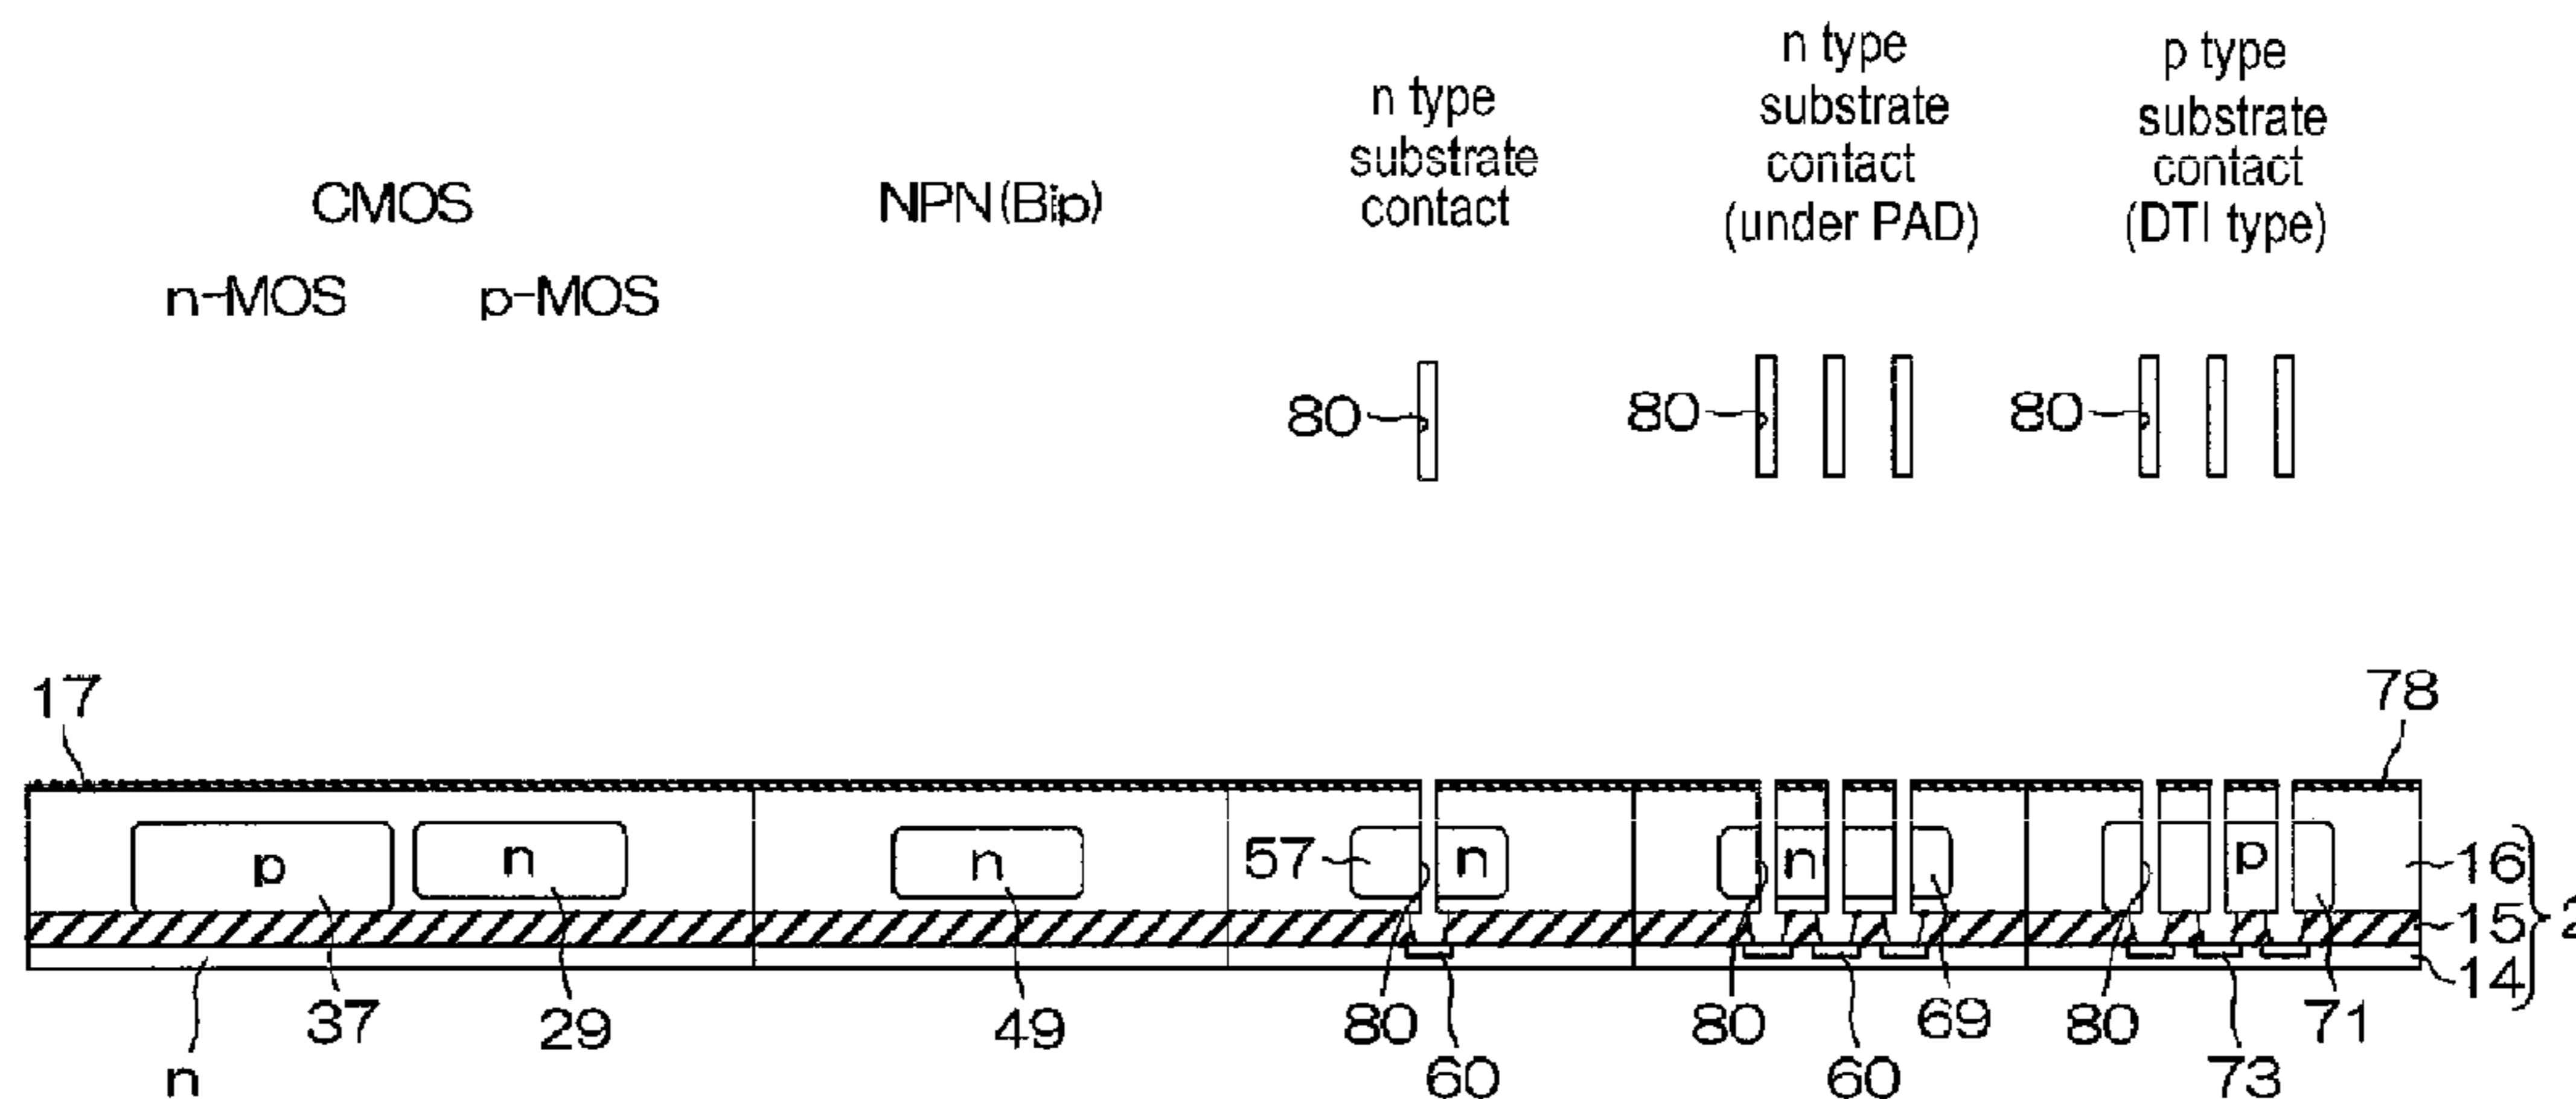 n type
substrate
contact
n type
substrate
contact
(under PAD)
p type
substrate
contact
(DTI type)
CMOS
NPN(Bip)
n-MOS
p-MOS
80
80
80
17
78
p
n
n
57
n
n
p
16
15
14
2
37
29
49
80
60
80
60
69
80
73
71
n